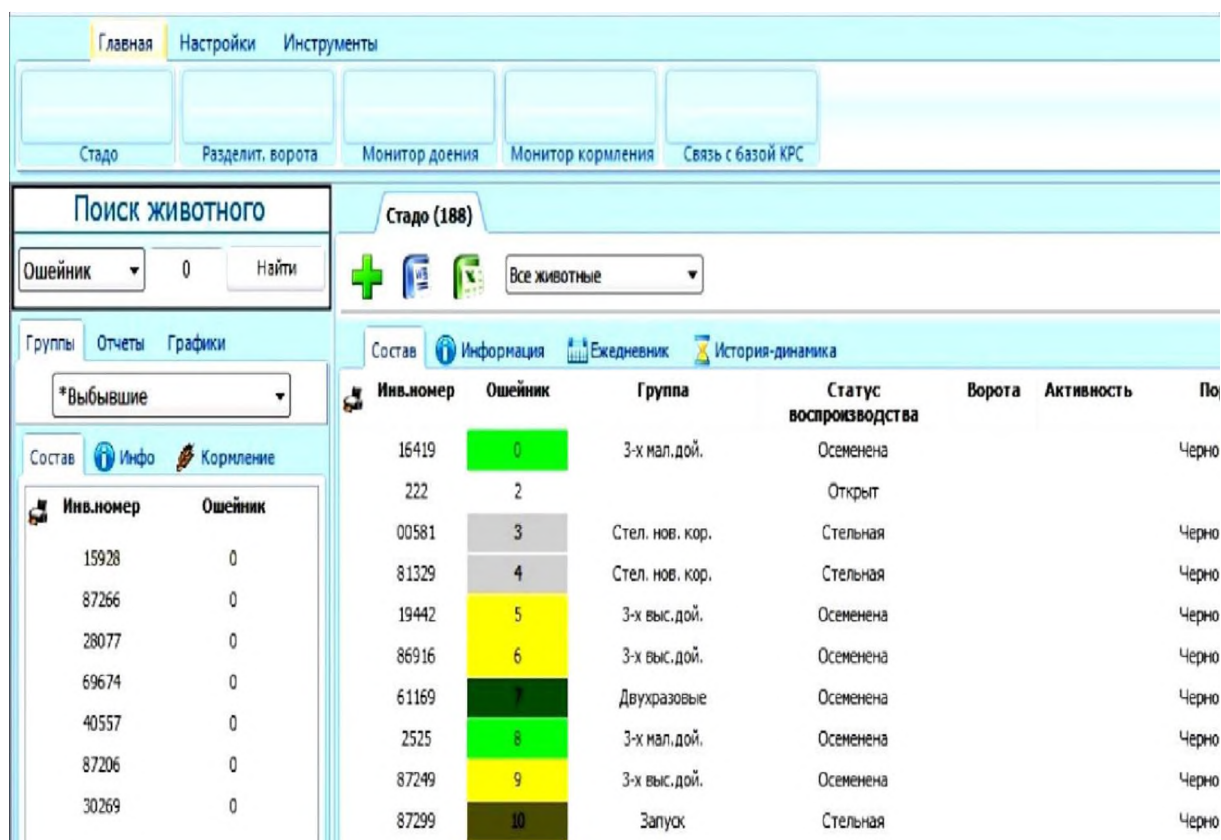 Главная Настройки Инструменты
Стадо Разделит. ворота Монитор доения Монитор кормления Связь с базой КРС
Поиск животного
Ошейник 0 Найти
Группы Отчеты Графики
*Выбывшие
Состав Инфо Кормление
Инв.номер Ошейник
15928 0
87266 0
28077 0
69674 0
40557 0
87206 0
30269 0
Стадо (188)
Все животные
Состав Информация Ежедневник История-динамика
Инв.номер Ошейник Группа Статус воспроизводства Ворота Активность По
16419 0 3-х мал.дой. Осеменена Черно
222 2 Открыт
00581 3 Стел. нов. кор. Стельная Черно
81329 4 Стел. нов. кор. Стельная Черно
19442 5 3-х выс.дой. Осеменена Черно
86916 6 3-х выс.дой. Осеменена Черно
61169 7 Двухразовые Осеменена Черно
2525 8 3-х мал.дой. Осеменена Черно
87249 9 3-х выс.дой. Осеменена Черно
87299 10 Запуск Стельная Черно